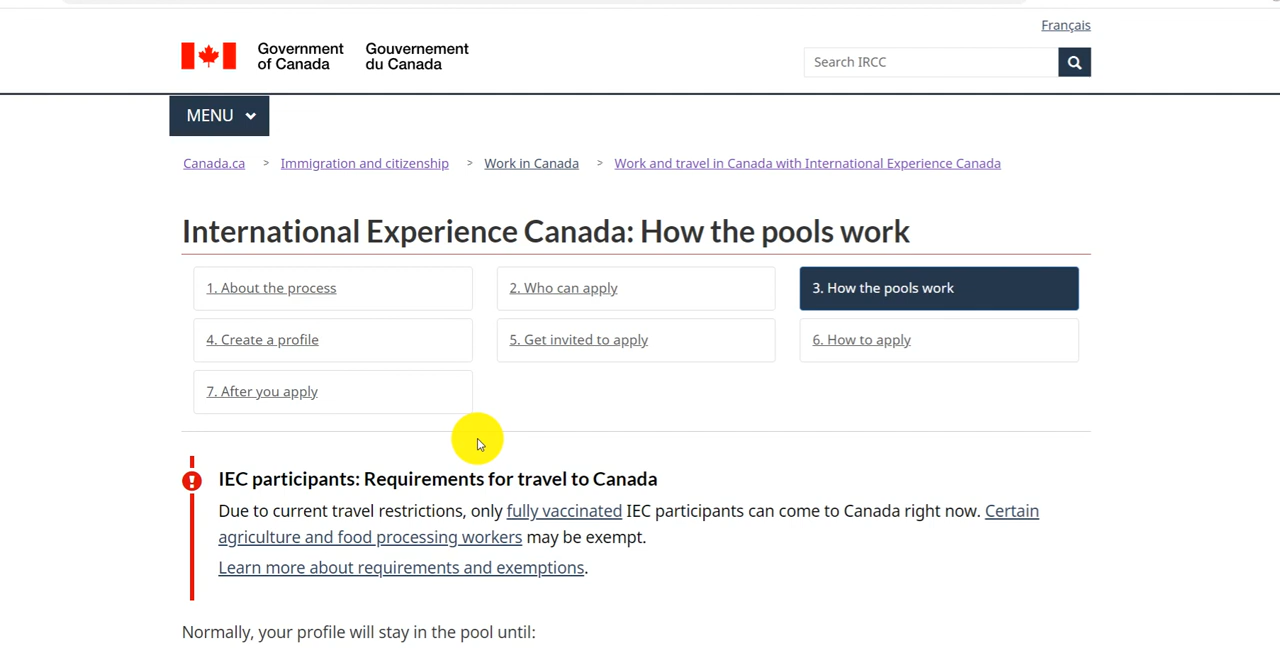 Français
Government of Canada
Gouvernement du Canada
Search IRCC
MENU
Canada.ca > Immigration and citizenship > Work in Canada > Work and travel in Canada with International Experience Canada
International Experience Canada: How the pools work
1. About the process
2. Who can apply
3. How the pools work
4. Create a profile
5. Get invited to apply
6. How to apply
7. After you apply
IEC participants: Requirements for travel to Canada
Due to current travel restrictions, only fully vaccinated IEC participants can come to Canada right now. Certain
agriculture and food processing workers may be exempt.
Learn more about requirements and exemptions.
Normally, your profile will stay in the pool until: